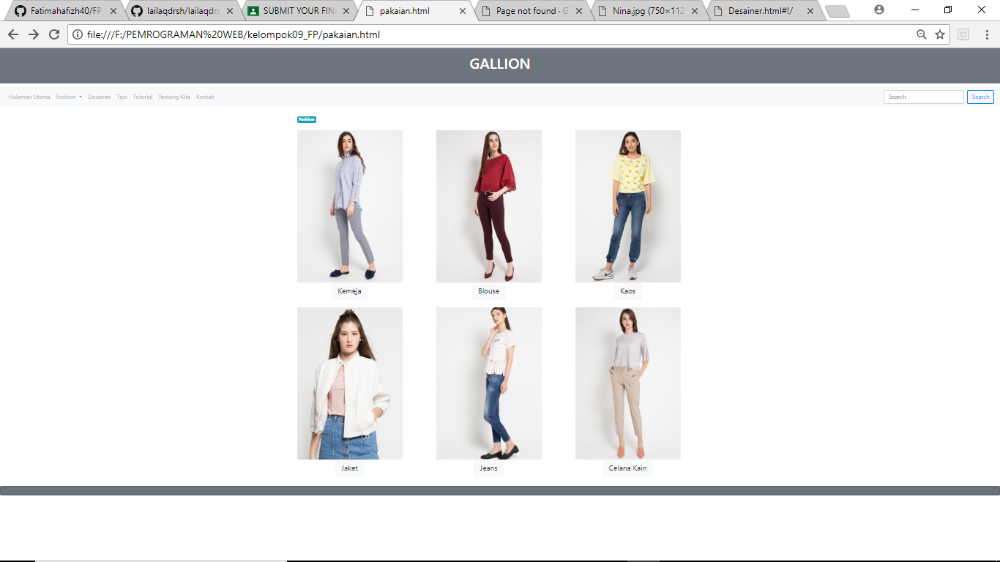 Fatimahafizh40/FP
lailaqdrsh/lailaqdrs
SUBMIT YOUR FIN
pakaian.html
Page not found · G
Nina.jpg (750×112
Desainer.html#!/
file:///F:/PEMROGRAMAN%20WEB/kelompok09_FP/pakaian.html
GALLION
Halaman Utama Fashion Desainer Tips Tutorial Tentang Kita Kontak Search Search
Fashion
Kemeja Blouse Kaos
Jaket Jeans Celana Kain